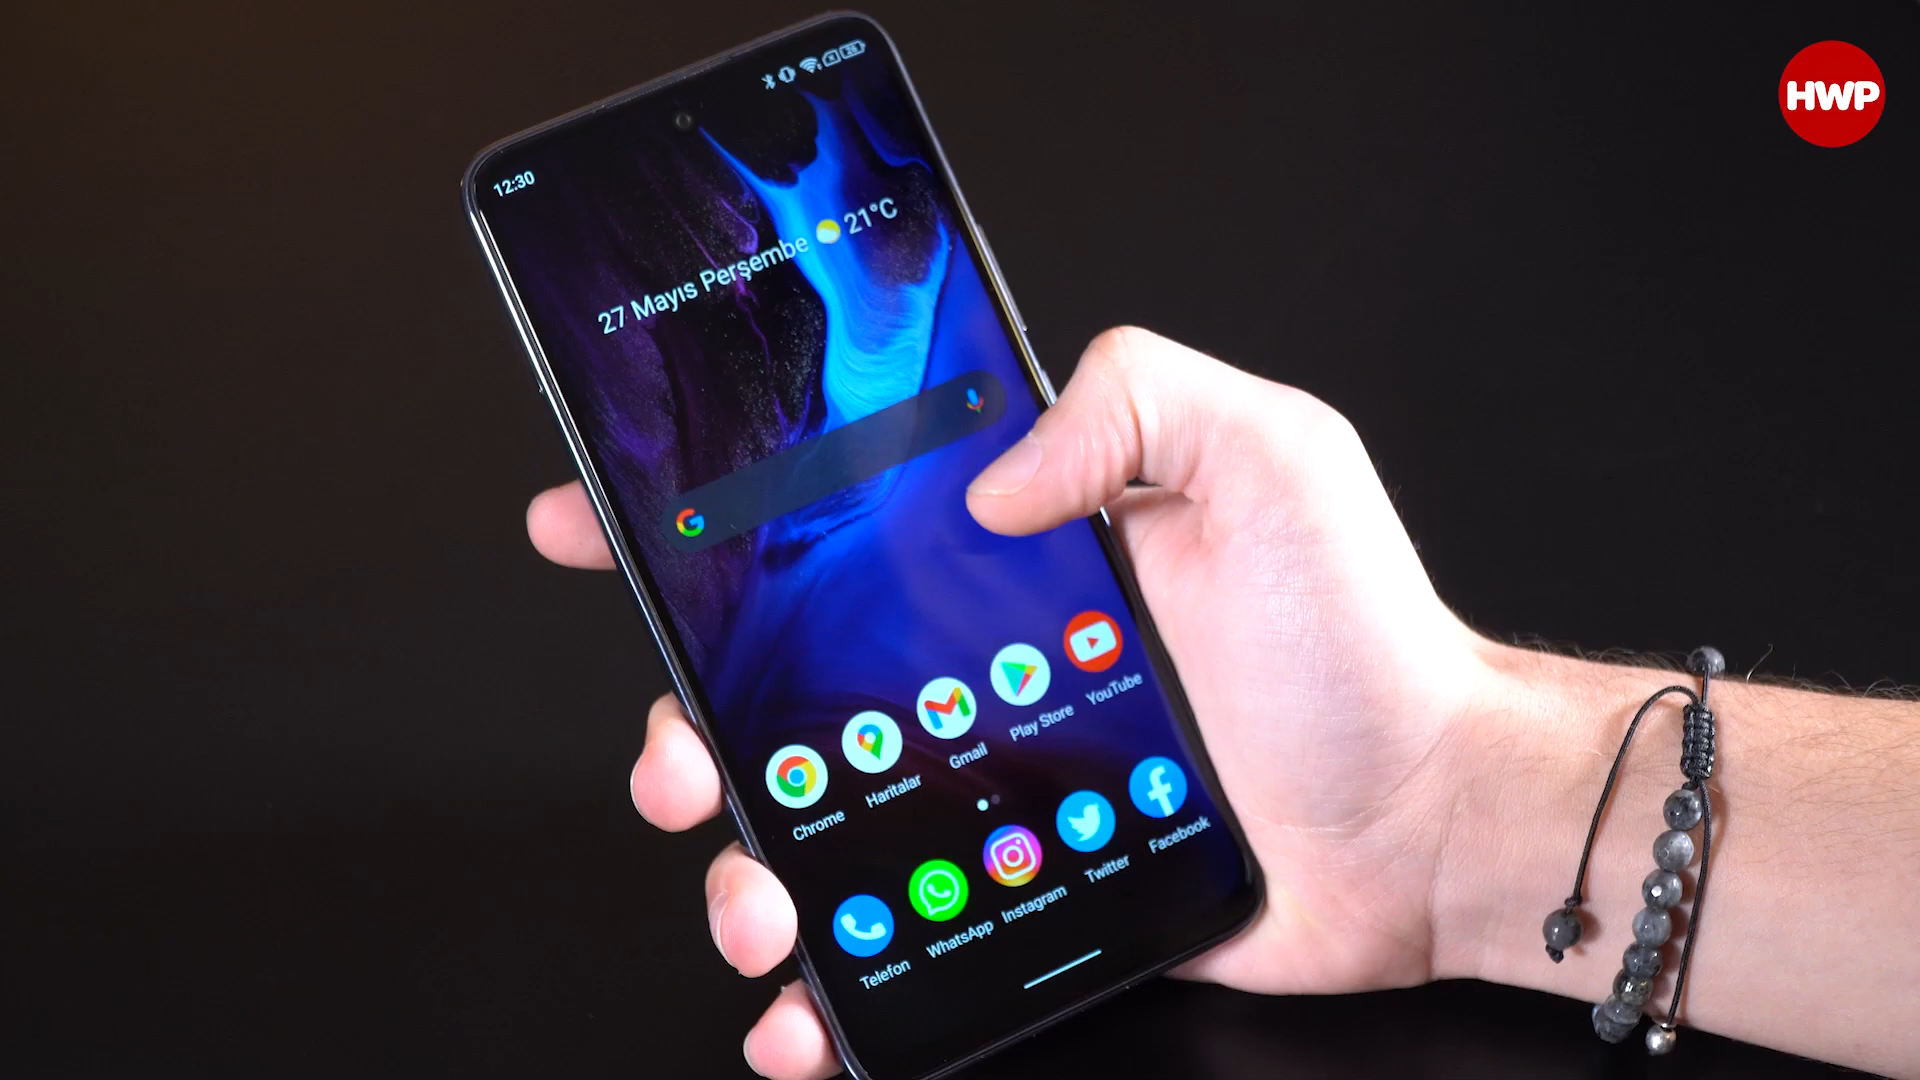 HWP
12:30
27 Mayıs Perşembe 21°C
Chrome
Haritalar
Gmail
Play Store
YouTube
Telefon
WhatsApp
Instagram
Twitter
Facebook